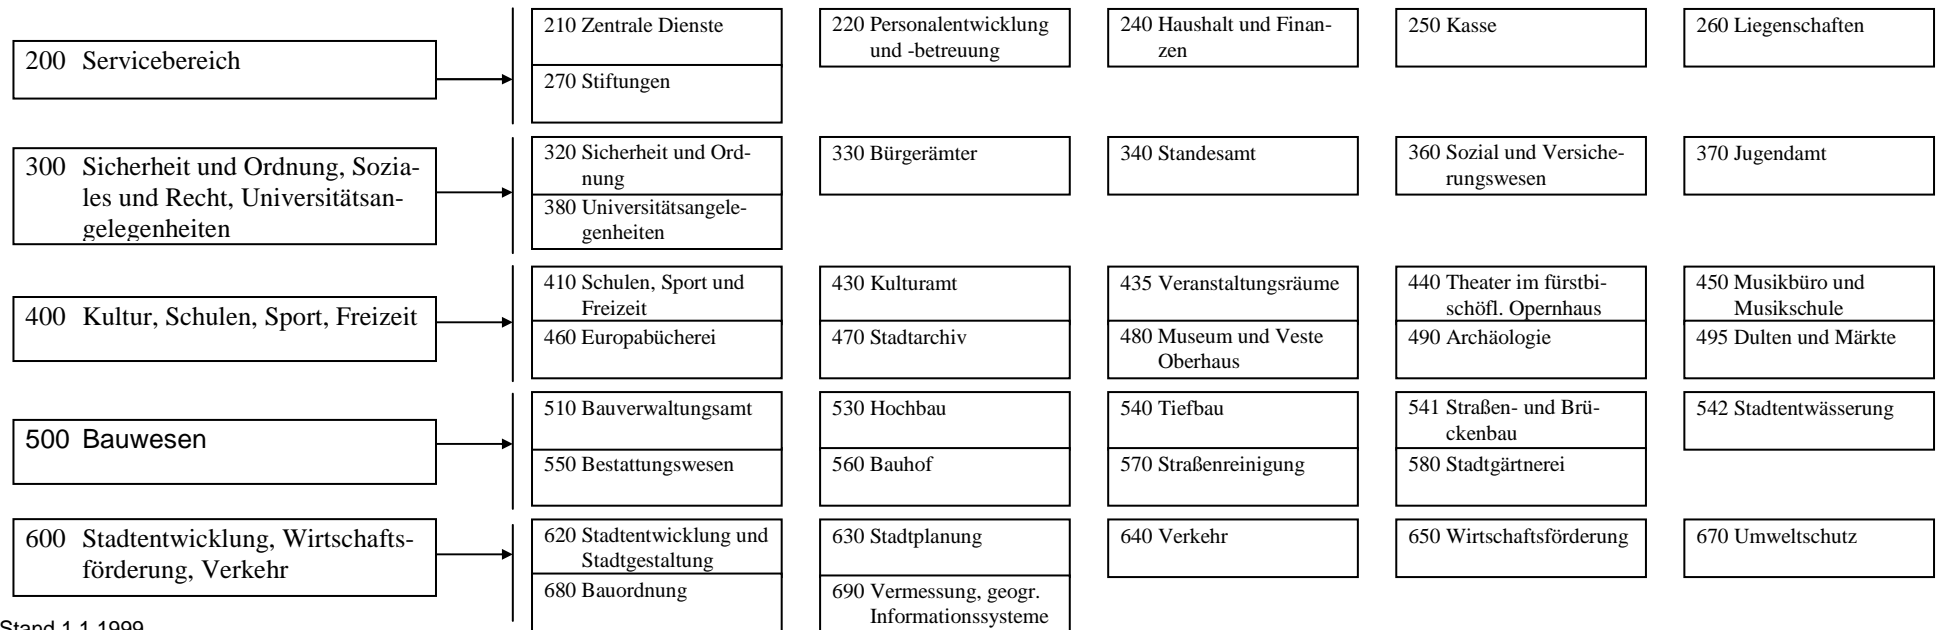 200 Servicebereich
210 Zentrale Dienste
220 Personalentwicklung
und -betreuung
240 Haushalt und Finan-
zen
250 Kasse
260 Liegenschaften
270 Stiftungen
300 Sicherheit und Ordnung, Sozia-
les und Recht, Universitätsan-
gelegenheiten
320 Sicherheit und Ord-
nung
330 Bürgerämter
340 Standesamt
360 Sozial und Versiche-
rungswesen
370 Jugendamt
380 Universitätsangele-
genheiten
400 Kultur, Schulen, Sport, Freizeit
410 Schulen, Sport und
Freizeit
430 Kulturamt
435 Veranstaltungsräume
440 Theater im fürstbi-
schöfl. Opernhaus
450 Musikbüro und
Musikschule
460 Europabücherei
470 Stadtarchiv
480 Museum und Veste
Oberhaus
490 Archäologie
495 Dulten und Märkte
500 Bauwesen
510 Bauverwaltungsamt
530 Hochbau
540 Tiefbau
541 Straßen- und Brü-
ckenbau
542 Stadtentwässerung
550 Bestattungswesen
560 Bauhof
570 Straßenreinigung
580 Stadtgärtnerei
600 Stadtentwicklung, Wirtschafts-
förderung, Verkehr
620 Stadtentwicklung und
Stadtgestaltung
630 Stadtplanung
640 Verkehr
650 Wirtschaftsförderung
670 Umweltschutz
680 Bauordnung
690 Vermessung, geogr.
Informationssysteme
Stand 1.1.1999